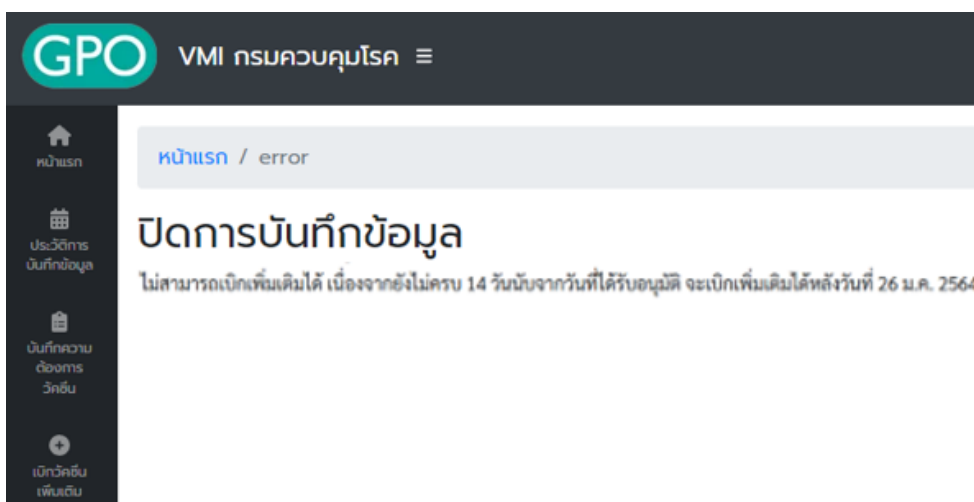 GPO
VMI กรมควบคุมโรค
หน้าแรก
หน้าแรก / error
ประวัติการ
บันทึกข้อมูล
ปิดการบันทึกข้อมูล
ไม่สามารถเบิกเพิ่มเติมได้ เนื่องจากยังไม่ครบ 14 วันนับจากวันที่ได้รับอนุมัติ จะเบิกเพิ่มเติมได้หลังวันที่ 26 ม.ค. 2564
บันทึกความ
ต้องการ
วัคซีน
เบิกวัคซีน
เพิ่มเติม